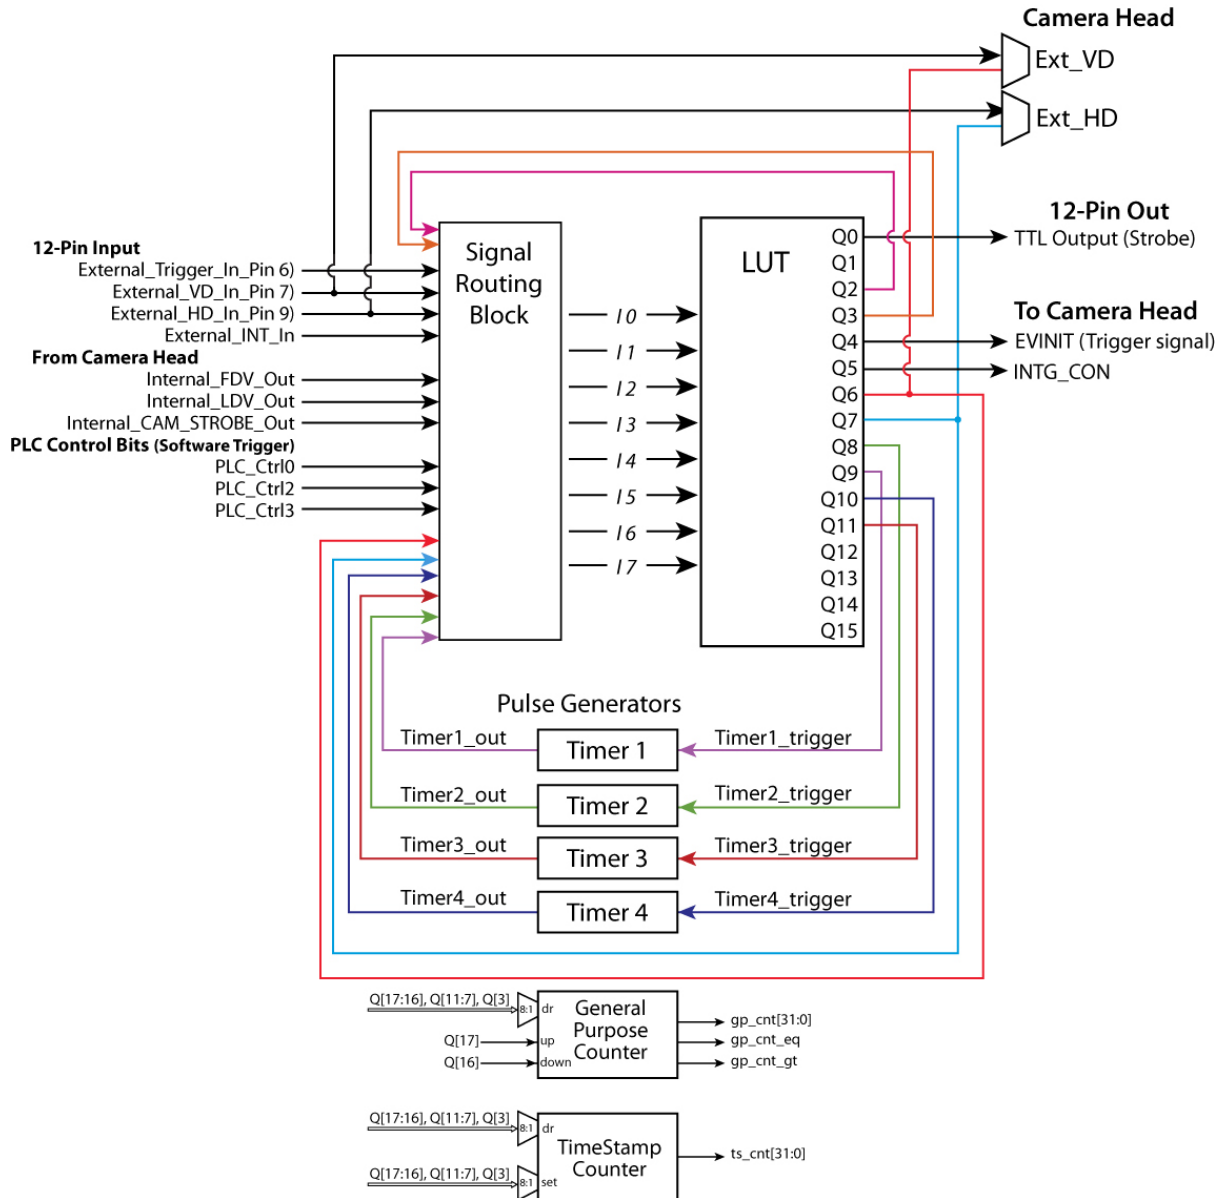 Camera Head
Ext_VD
Ext_HD
12-Pin Out
TTL Output (Strobe)
To Camera Head
EVINIT (Trigger signal)
INTG_CON
12-Pin Input
External_Trigger_In_Pin 6)
External_VD_In_Pin 7)
External_HD_In_Pin 9)
External_INT_In
From Camera Head
Internal_FDV_Out
Internal_LDV_Out
Internal_CAM_STROBE_Out
PLC Control Bits (Software Trigger)
PLC_Ctrl0
PLC_Ctrl2
PLC_Ctrl3
Signal
Routing
Block
I0
I1
I2
I3
I4
I5
I6
I7
LUT
Q0
Q1
Q2
Q3
Q4
Q5
Q6
Q7
Q8
Q9
Q10
Q11
Q12
Q13
Q14
Q15
Pulse Generators
Timer1_out
Timer 1
Timer1_trigger
Timer2_out
Timer 2
Timer2_trigger
Timer3_out
Timer 3
Timer3_trigger
Timer4_out
Timer 4
Timer4_trigger
Q[17:16], Q[11:7], Q[3]
8:1
dr
Q[17]
up
Q[16]
down
General
Purpose
Counter
gp_cnt[31:0]
gp_cnt_eq
gp_cnt_gt
Q[17:16], Q[11:7], Q[3]
8:1
dr
TimeStamp
Counter
ts_cnt[31:0]
Q[17:16], Q[11:7], Q[3]
8:1
set